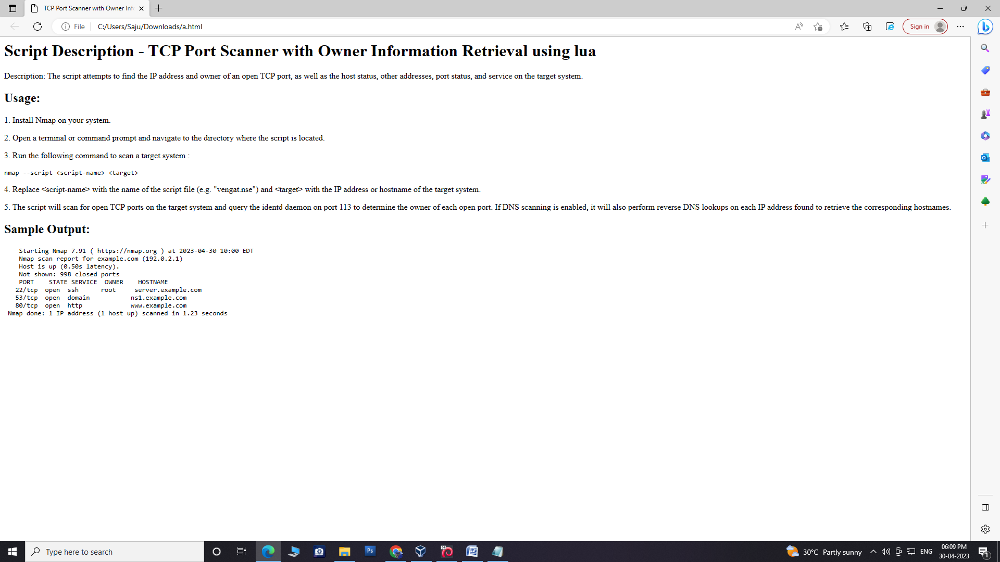 TCP Port Scanner with Owner Inf
File
C:/Users/Saju/Downloads/a.html
Sign in
Script Description - TCP Port Scanner with Owner Information Retrieval using lua
Description: The script attempts to find the IP address and owner of an open TCP port, as well as the host status, other addresses, port status, and service on the target system.
Usage:
1. Install Nmap on your system.
2. Open a terminal or command prompt and navigate to the directory where the script is located.
3. Run the following command to scan a target system :
nmap --script <script-name> <target>
4. Replace <script-name> with the name of the script file (e.g. "vengat.nse") and <target> with the IP address or hostname of the target system.
5. The script will scan for open TCP ports on the target system and query the identd daemon on port 113 to determine the owner of each open port. If DNS scanning is enabled, it will also perform reverse DNS lookups on each IP address found to retrieve the corresponding hostnames.
Sample Output:
Starting Nmap 7.91 ( https://nmap.org ) at 2023-04-30 10:00 EDT
Nmap scan report for example.com (192.0.2.1)
Host is up (0.50s latency).
Not shown: 998 closed ports
PORT    STATE SERVICE  OWNER    HOSTNAME
22/tcp  open  ssh      root     server.example.com
53/tcp  open  domain           ns1.example.com
80/tcp  open  http             www.example.com
Nmap done: 1 IP address (1 host up) scanned in 1.23 seconds
Type here to search
Ps
30°C Partly sunny
ENG
06:09 PM
30-04-2023
1